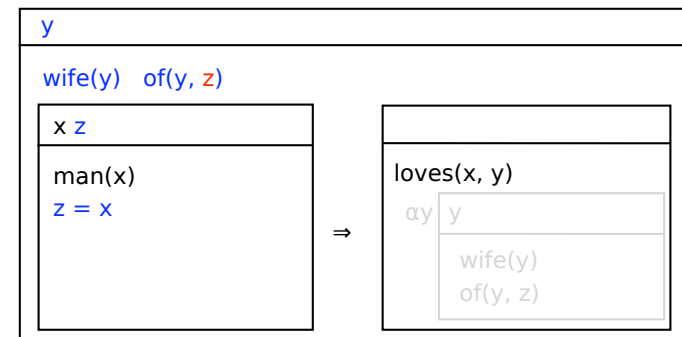 y
wife(y) of(y, z)
x z
man(x)
z = x
⇒
loves(x, y)
αy y
wife(y)
of(y, z)